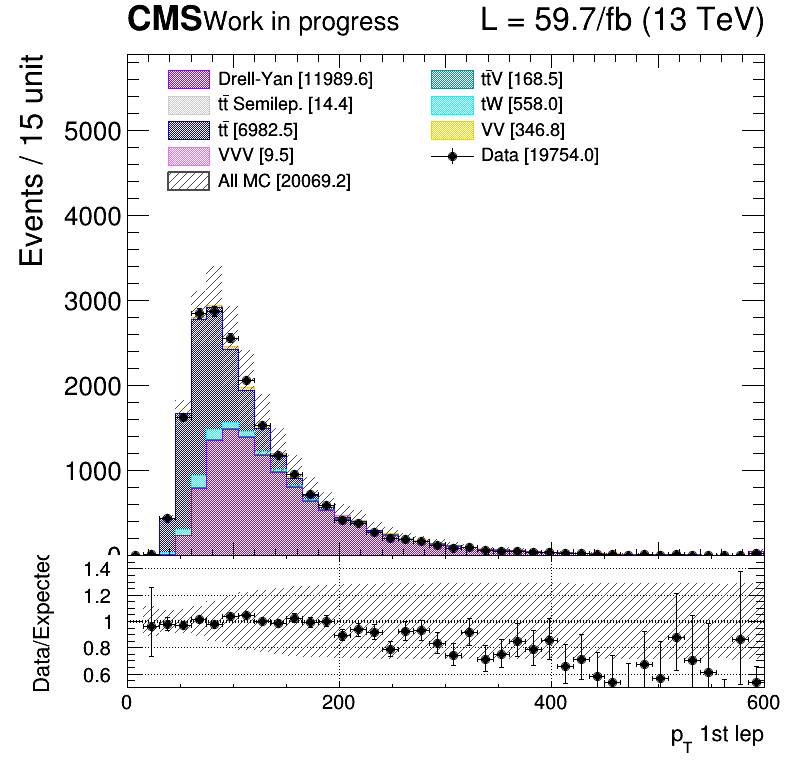 CMS Work in progress L = 59.7/fb (13 TeV)
Events / 15 unit
Drell-Yan [11989.6]
tt̄ Semilep. [14.4]
tt̄ [6982.5]
VVV [9.5]
All MC [20069.2]
tt̄V [168.5]
tW [558.0]
VV [346.8]
Data [19754.0]
5000
4000
3000
2000
1000
0
Data/Expected
1.4
1.2
1
0.8
0.6
0 200 400 600
p_T 1st lep